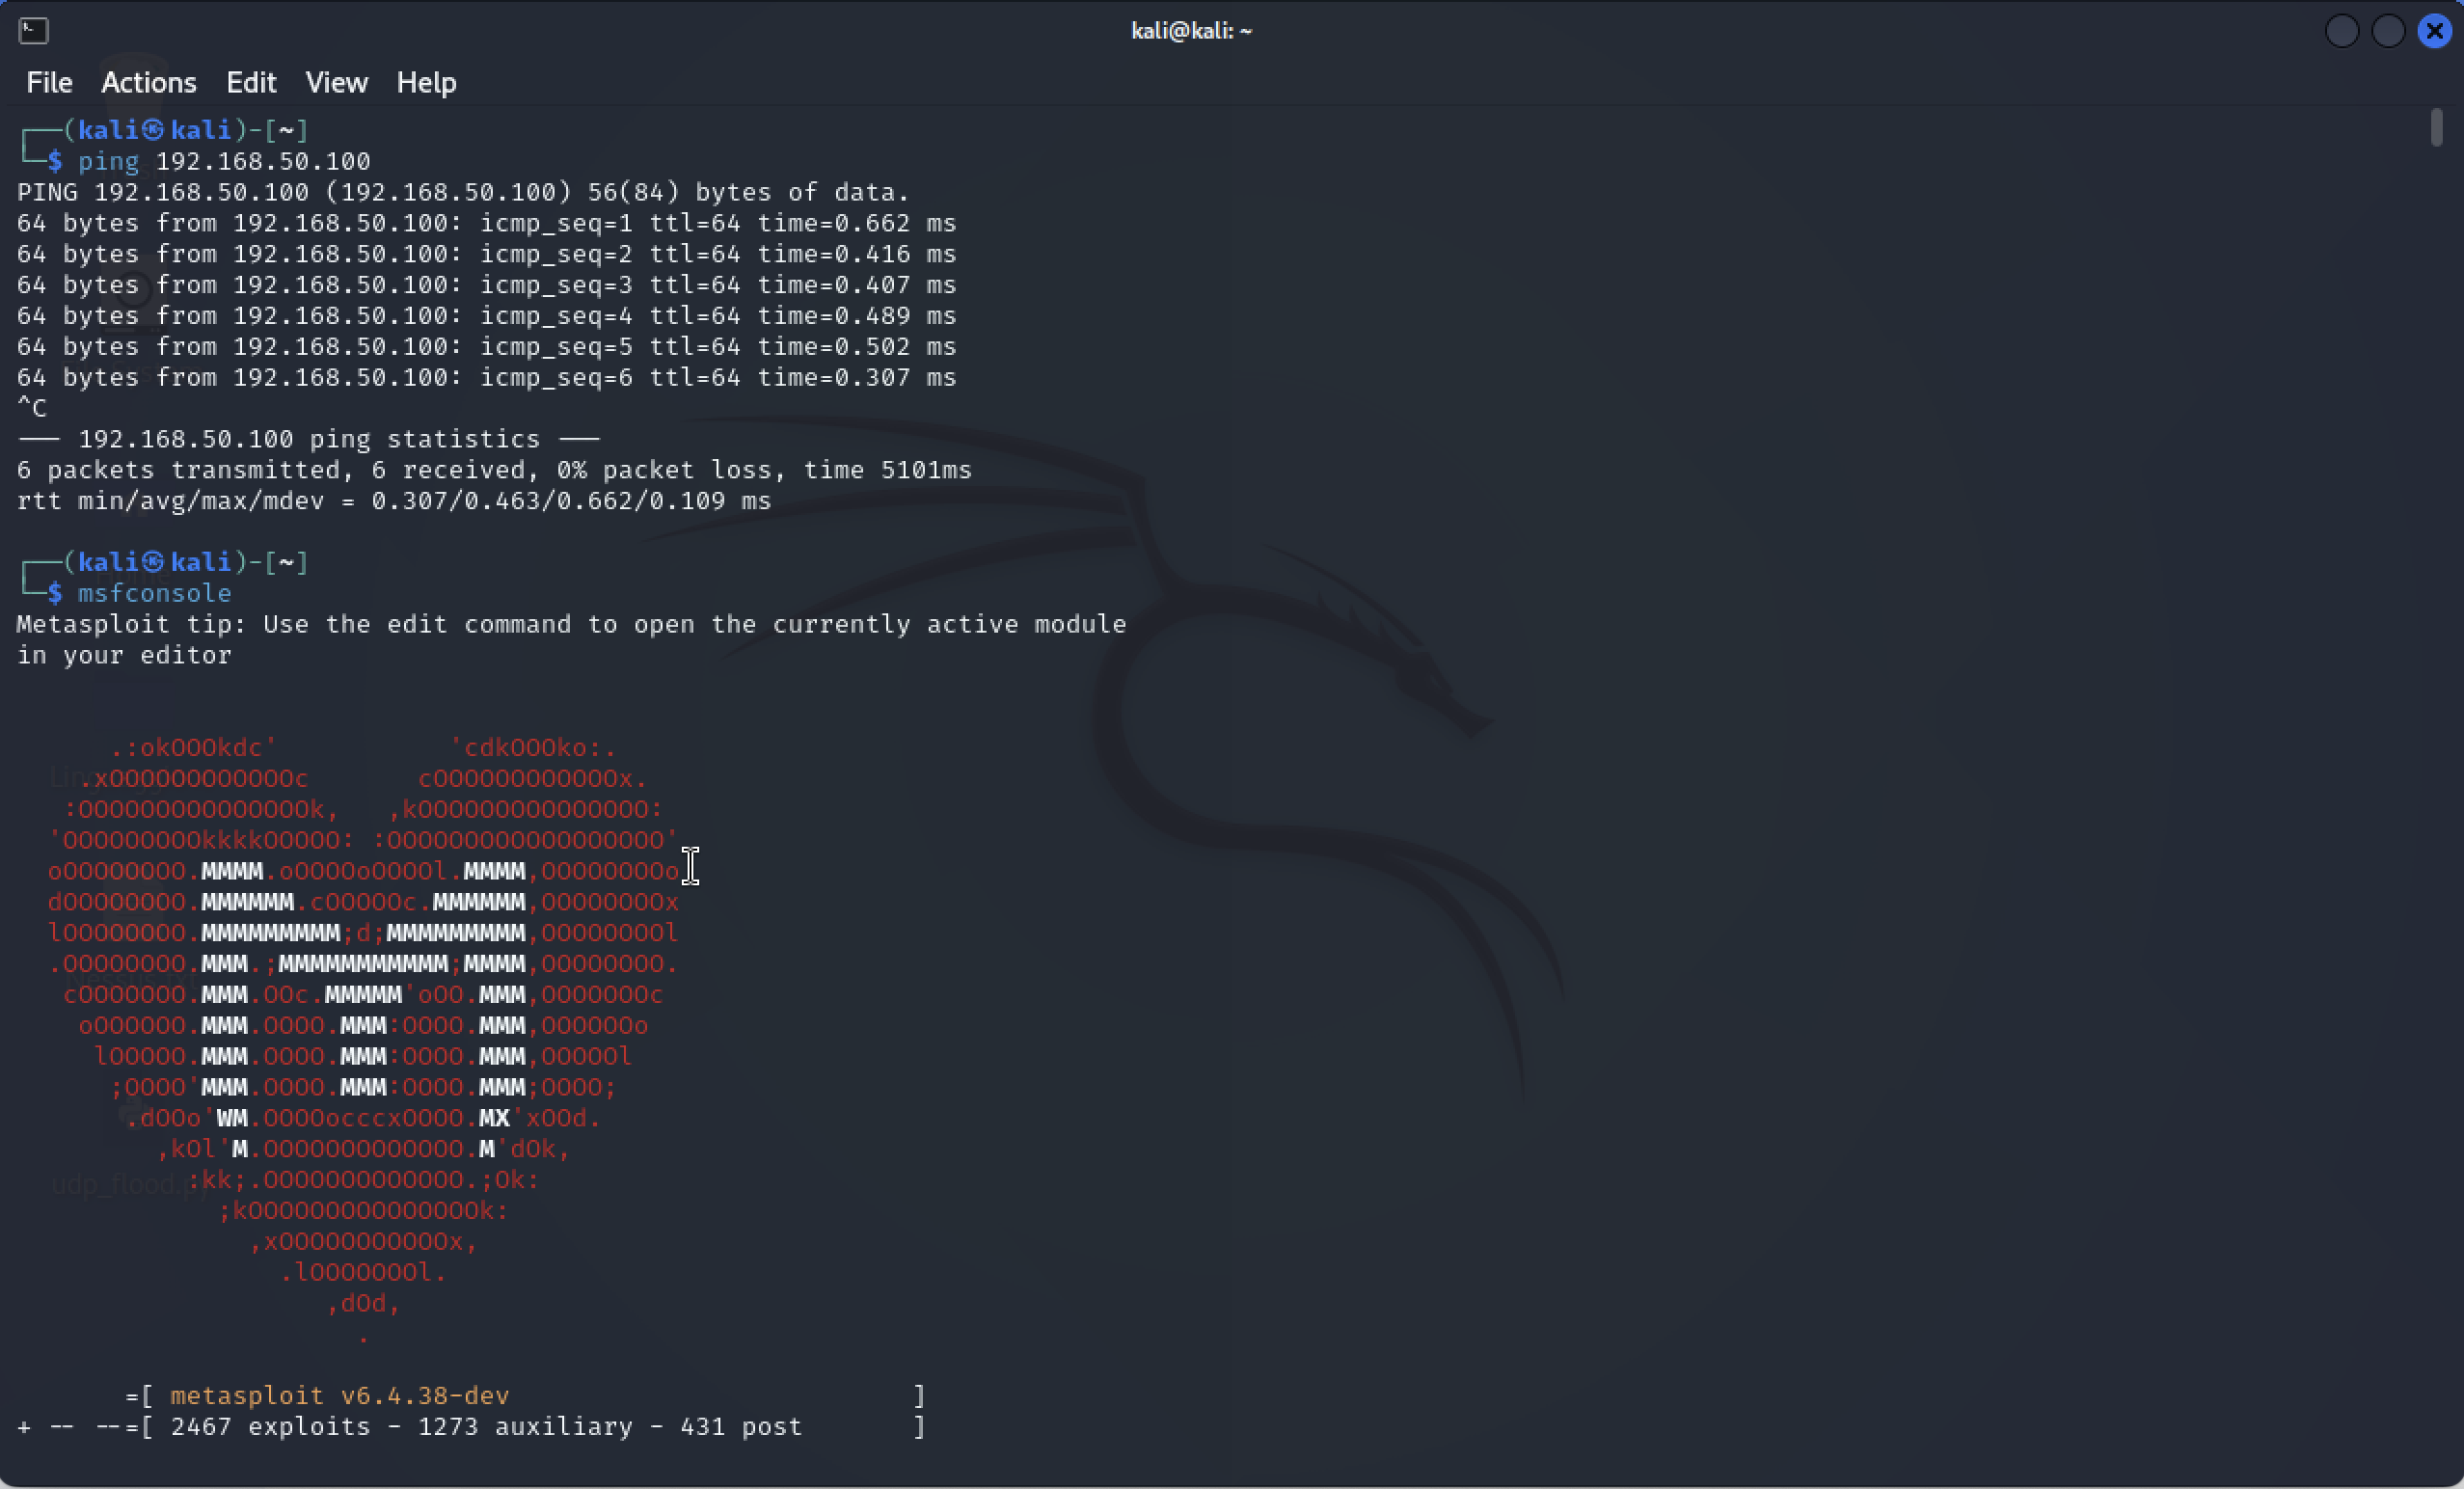 kali@kali: ~
File Actions Edit View Help
┌──(kali㉿kali)-[~]
└─$ ping 192.168.50.100
PING 192.168.50.100 (192.168.50.100) 56(84) bytes of data.
64 bytes from 192.168.50.100: icmp_seq=1 ttl=64 time=0.662 ms
64 bytes from 192.168.50.100: icmp_seq=2 ttl=64 time=0.416 ms
64 bytes from 192.168.50.100: icmp_seq=3 ttl=64 time=0.407 ms
64 bytes from 192.168.50.100: icmp_seq=4 ttl=64 time=0.489 ms
64 bytes from 192.168.50.100: icmp_seq=5 ttl=64 time=0.502 ms
64 bytes from 192.168.50.100: icmp_seq=6 ttl=64 time=0.307 ms
^C
--- 192.168.50.100 ping statistics ---
6 packets transmitted, 6 received, 0% packet loss, time 5101ms
rtt min/avg/max/mdev = 0.307/0.463/0.662/0.109 ms
┌──(kali㉿kali)-[~]
└─$ msfconsole
Metasploit tip: Use the edit command to open the currently active module
in your editor
      .:okOOOkdc'           'cdkOOOko:.
    .xOOOOOOOOOOOOc       cOOOOOOOOOOOOx.
   :OOOOOOOOOOOOOOOk,   ,kOOOOOOOOOOOOOOO:
  'OOOOOOOOOkkkkOOOOO: :OOOOOOOOOOOOOOOOOO'
  oOOOOOOOO.MMMM.oOOOOoOOOOl.MMMM,OOOOOOOOo
  dOOOOOOOO.MMMMMM.cOOOOOc.MMMMMM,OOOOOOOOx
  lOOOOOOOO.MMMMMMMMM;d;MMMMMMMMM,OOOOOOOOl
  .OOOOOOOO.MMM.;MMMMMMMMMMM;MMMM,OOOOOOOO.
   cOOOOOOO.MMM.OOc.MMMMM'oOO.MMM,OOOOOOOc
    oOOOOOO.MMM.OOOO.MMM:OOOO.MMM,OOOOOOo
     lOOOOO.MMM.OOOO.MMM:OOOO.MMM,OOOOOl
      ;OOOO'MMM.OOOO.MMM:OOOO.MMM;OOOO;
       .dOOo'WM.OOOOocccxOOOO.MX'xOOd.
         ,kOl'M.OOOOOOOOOOOOO.M'dOk,
           :kk;.OOOOOOOOOOOOO.;Ok:
             ;kOOOOOOOOOOOOOOOk:
               ,xOOOOOOOOOOOx,
                 .lOOOOOOOl.
                    ,dOd,
                      .
       =[ metasploit v6.4.38-dev                          ]
+ -- --=[ 2467 exploits - 1273 auxiliary - 431 post       ]
udp_flood.py